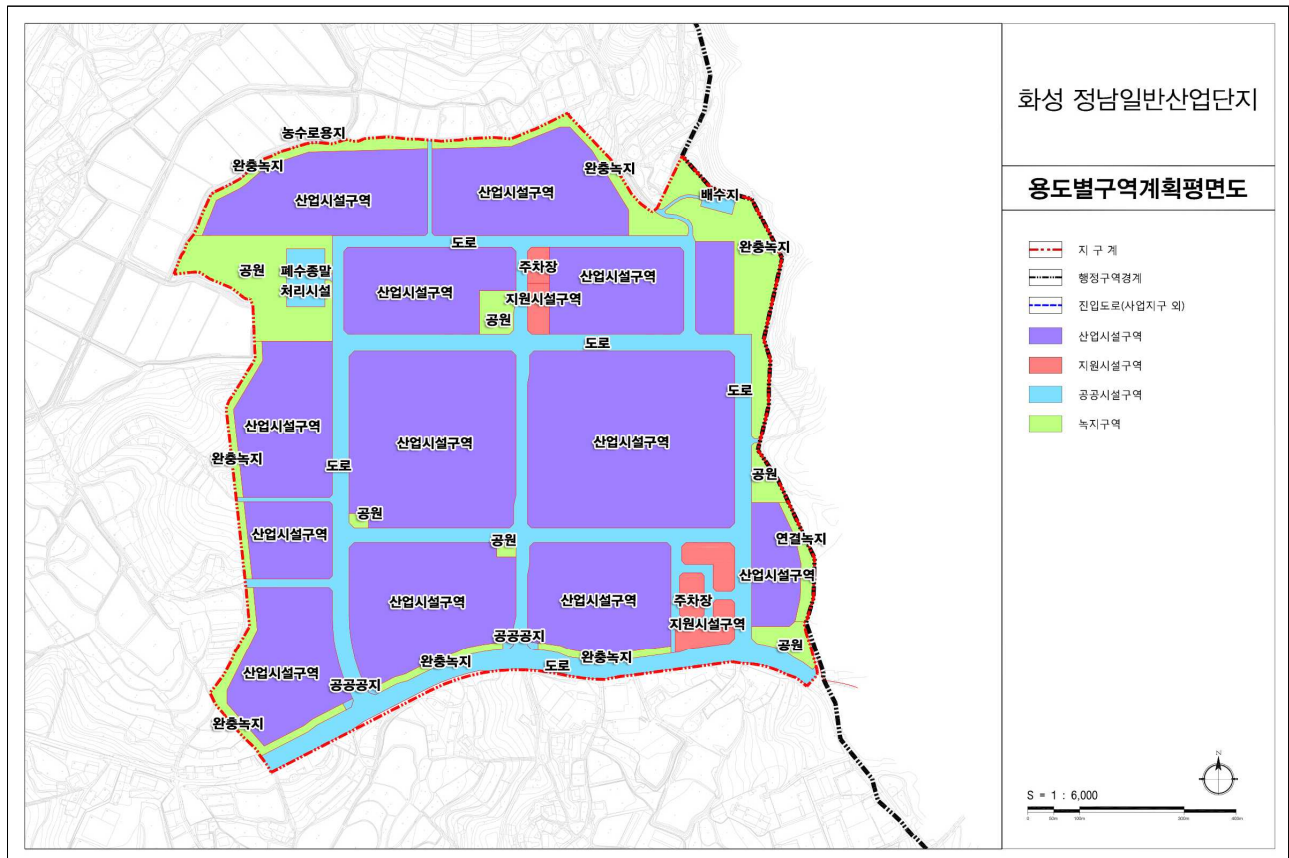 화성 정남일반산업단지
용도별구역계획평면도
지 구 계
행정구역경계
진입도로(사업지구 외)
산업시설구역
지원시설구역
공공시설구역
녹지구역
N
S = 1 : 6,000
0 50m 100m 200m 400m
농수로용지
완충녹지
완충녹지
산업시설구역
산업시설구역
배수지
도로
완충녹지
공원
폐수종말
처리시설
주차장
산업시설구역
산업시설구역
지원시설구역
공원
도로
도로
산업시설구역
산업시설구역
산업시설구역
완충녹지
도로
공원
공원
산업시설구역
공원
연결녹지
산업시설구역
산업시설구역
산업시설구역
주차장
지원시설구역
공공공지
공원
산업시설구역
완충녹지
도로
완충녹지
공공공지
완충녹지